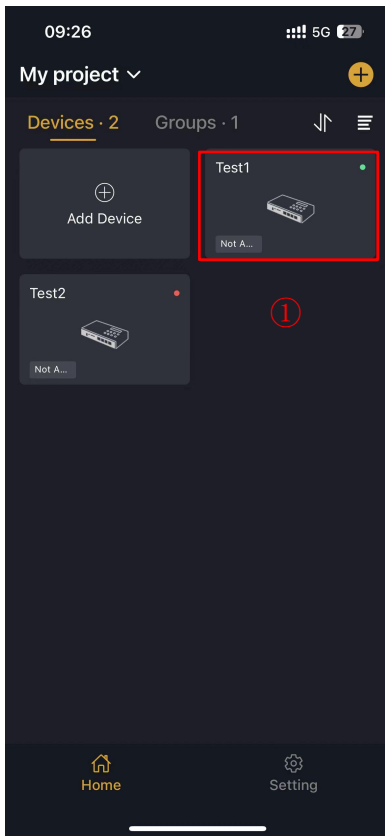 09:26 5G 27
My project
Devices · 2 Groups · 1
Add Device
Test1
Not A...
Test2
Not A...
①
Home Setting